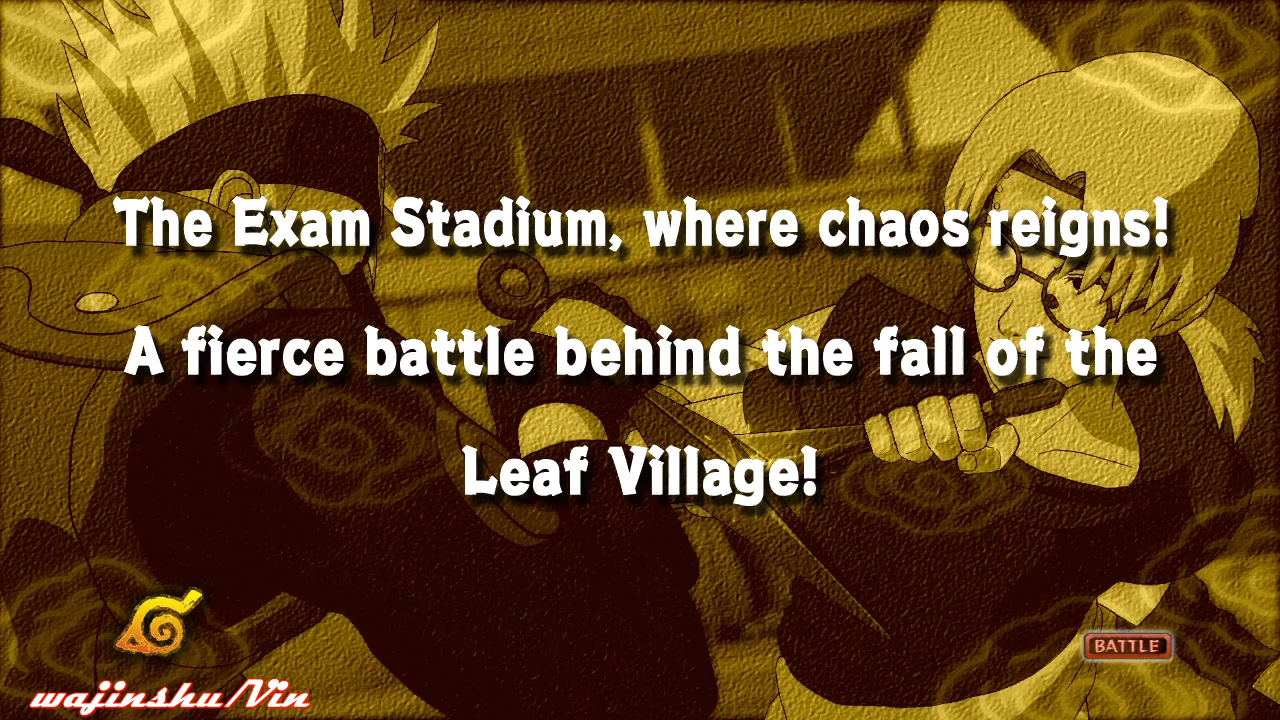 The Exam Stadium, where chaos reigns!
A fierce battle behind the fall of the
Leaf Village!
BATTLE
wajinshu/Vin